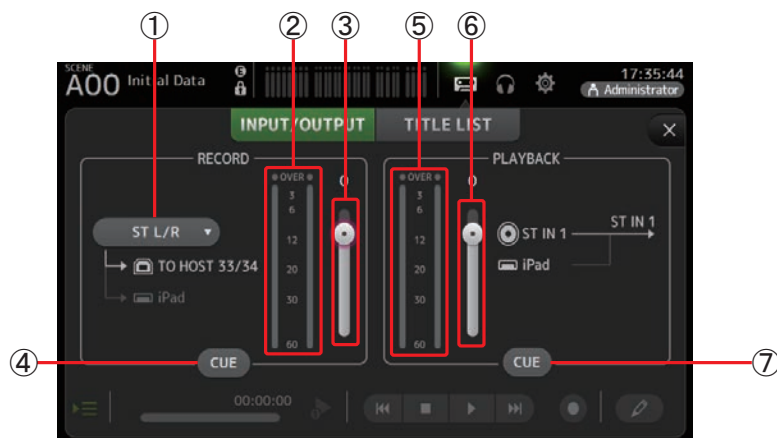 ① ② ③ ⑤ ⑥
SCENE
A00 Initial Data
E
17:35:44
Administrator
INPUT/OUTPUT
TITLE LIST
RECORD
OVER
0
3
6
12
20
30
60
ST L/R
TO HOST 33/34
iPad
CUE
PLAYBACK
OVER
0
3
6
12
20
30
60
ST IN 1
ST IN 1
iPad
CUE
④ ⑦
00:00:00